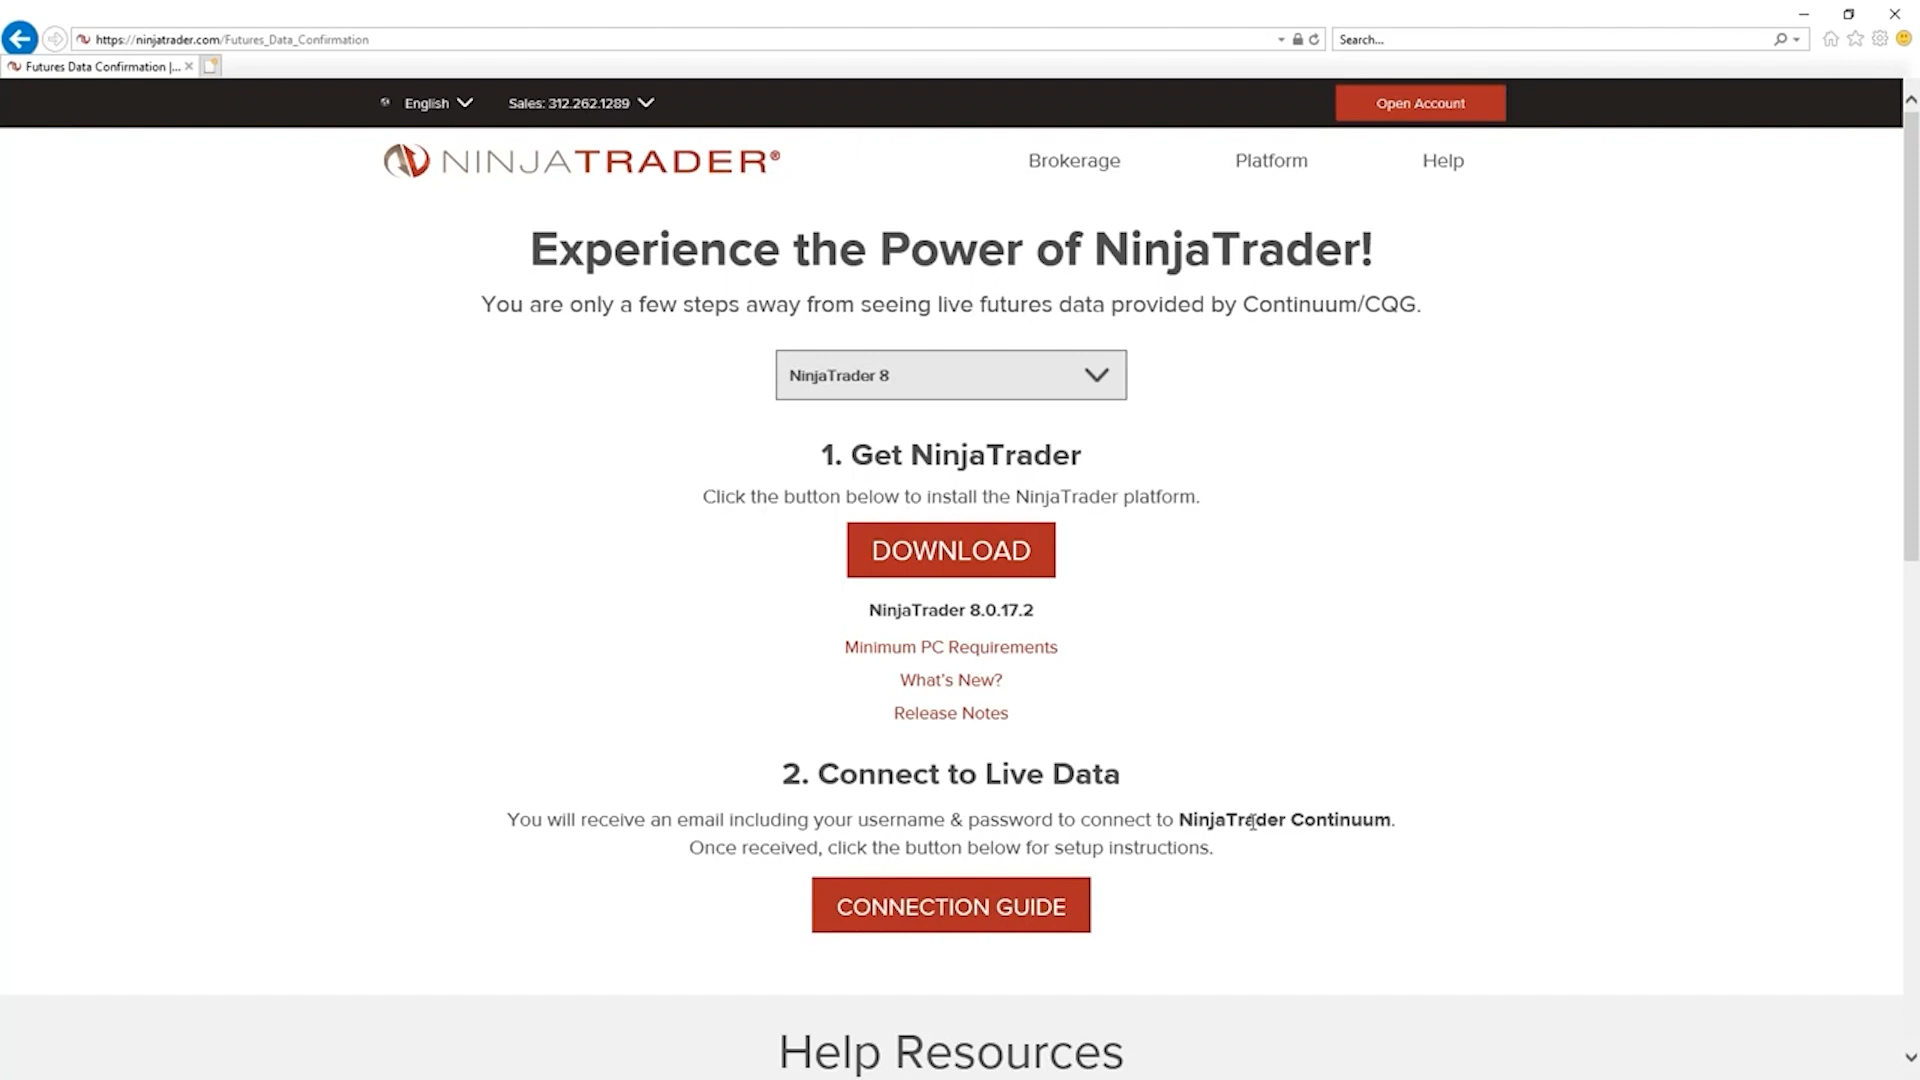 https://ninjatrader.com/Futures_Data_Confirmation
Search...
Futures Data Confirmation |...
English
Sales: 312.262.1289
Open Account
NINJATRADER®
Brokerage
Platform
Help
Experience the Power of NinjaTrader!
You are only a few steps away from seeing live futures data provided by Continuum/CQG.
NinjaTrader 8
1. Get NinjaTrader
Click the button below to install the NinjaTrader platform.
DOWNLOAD
NinjaTrader 8.0.17.2
Minimum PC Requirements
What's New?
Release Notes
2. Connect to Live Data
You will receive an email including your username & password to connect to NinjaTrader Continuum.
Once received, click the button below for setup instructions.
CONNECTION GUIDE
Help Resources